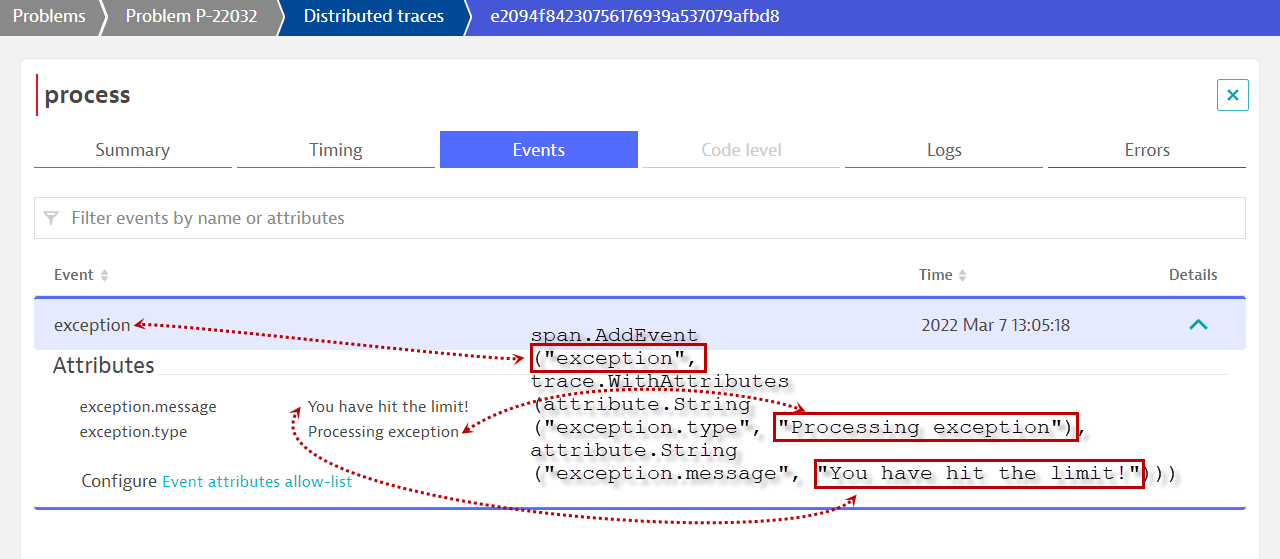 Problems Problem P-22032 Distributed traces e2094f84230756176939a537079afbd8
process
Summary Timing Events Code level Logs Errors
Filter events by name or attributes
Event Time Details
exception 2022 Mar 7 13:05:18
span.AddEvent
("exception",
Attributes
trace.WithAttributes
exception.message You have hit the limit! (attribute.String
exception.type Processing exception ("exception.type", "Processing exception"),
attribute.String
("exception.message", "You have hit the limit!")))
Configure Event attributes allow-list